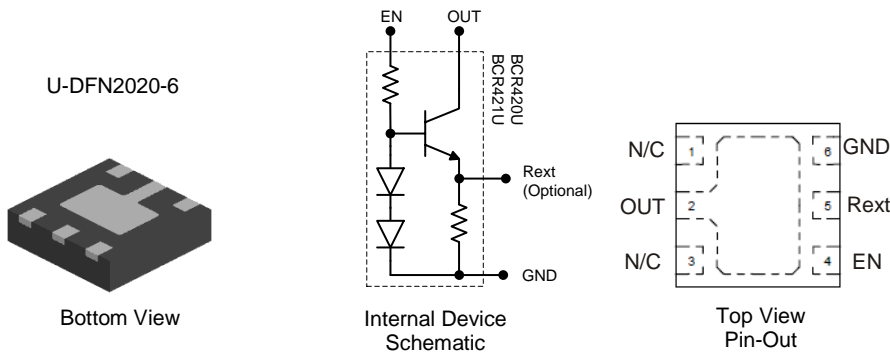 U-DFN2020-6
Bottom View
EN
OUT
BCR420U
BCR421U
Rext
(Optional)
GND
Internal Device
Schematic
N/C
1
6
GND
OUT
2
5
Rext
N/C
3
4
EN
Top View
Pin-Out